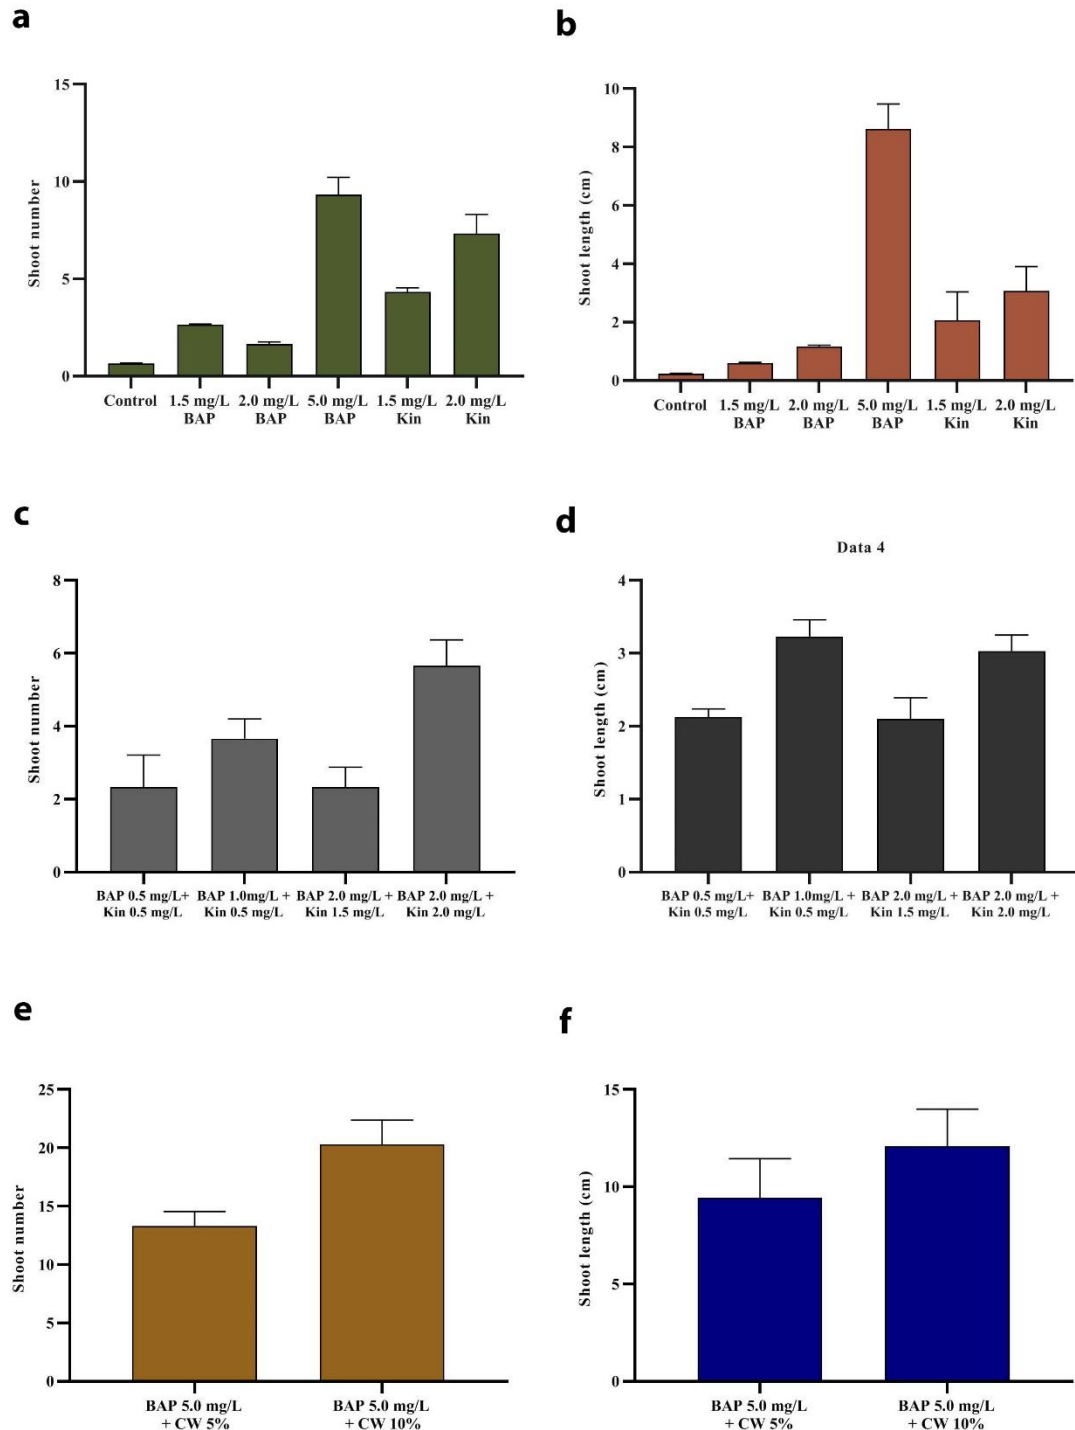 a
Shoot number
15
10
5
0
Control
1.5 mg/L
BAP
2.0 mg/L
BAP
5.0 mg/L
BAP
1.5 mg/L
Kin
2.0 mg/L
Kin
b
Shoot length (cm)
10
8
6
4
2
0
Control
1.5 mg/L
BAP
2.0 mg/L
BAP
5.0 mg/L
BAP
1.5 mg/L
Kin
2.0 mg/L
Kin
c
Shoot number
8
6
4
2
0
BAP 0.5 mg/L+
Kin 0.5 mg/L
BAP 1.0mg/L +
Kin 0.5 mg/L
BAP 2.0 mg/L +
Kin 1.5 mg/L
BAP 2.0 mg/L +
Kin 2.0 mg/L
d
Data 4
Shoot length (cm)
4
3
2
1
0
BAP 0.5 mg/L+
Kin 0.5 mg/L
BAP 1.0mg/L +
Kin 0.5 mg/L
BAP 2.0 mg/L +
Kin 1.5 mg/L
BAP 2.0 mg/L +
Kin 2.0 mg/L
e
Shoot number
25
20
15
10
5
0
BAP 5.0 mg/L
+ CW 5%
BAP 5.0 mg/L
+ CW 10%
f
Shoot length (cm)
15
10
5
0
BAP 5.0 mg/L
+ CW 5%
BAP 5.0 mg/L
+ CW 10%